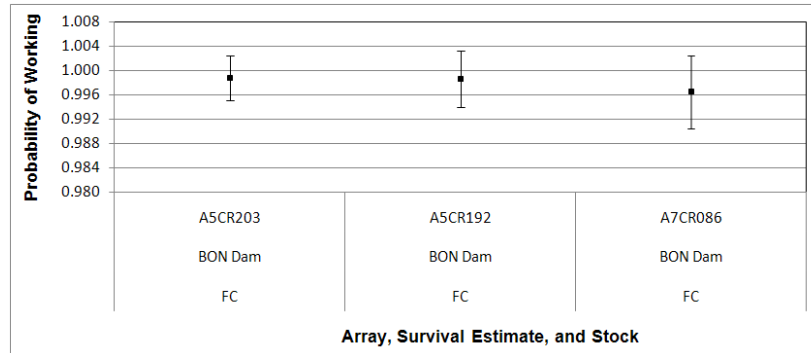 Probability of Working
1.008
1.004
1.000
0.996
0.992
0.988
0.984
0.980
A5CR203 A5CR192 A7CR086
BON Dam BON Dam BON Dam
FC FC FC
Array, Survival Estimate, and Stock